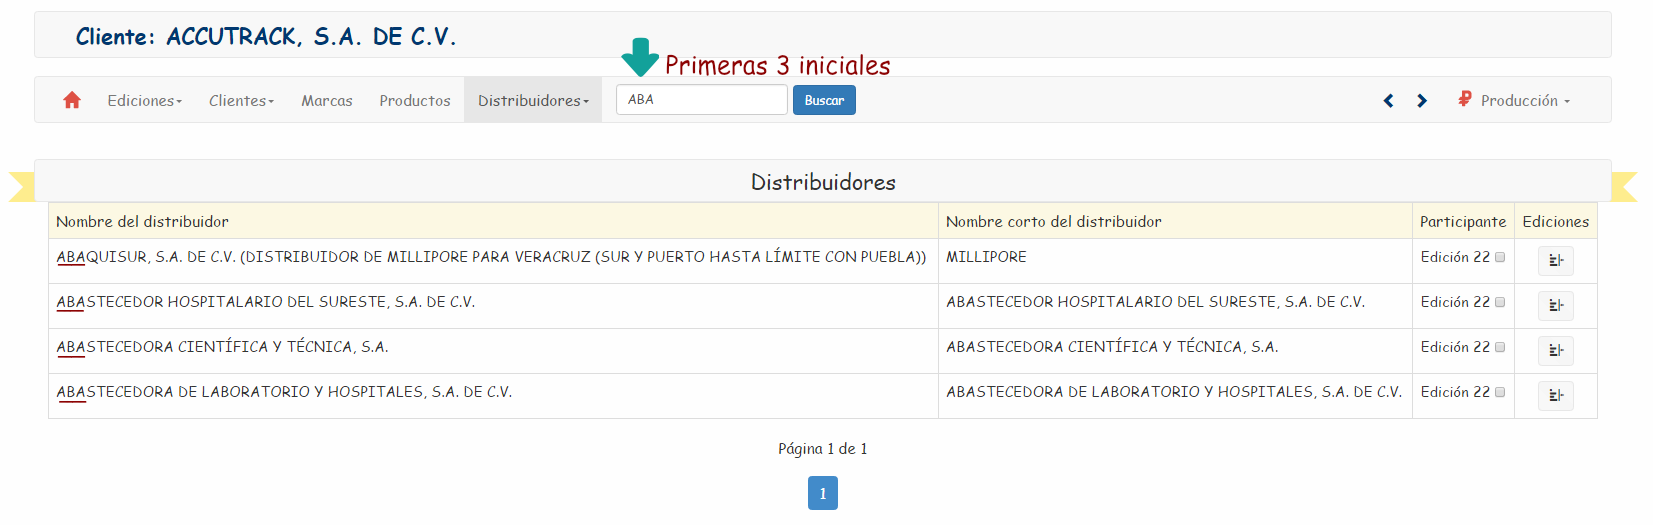 Cliente: ACCUTRACK, S.A. DE C.V.
Primeras 3 iniciales
Ediciones Clientes Marcas Productos Distribuidores ABA Buscar Producción
Distribuidores
Nombre del distribuidor Nombre corto del distribuidor Participante Ediciones
ABAQUISUR, S.A. DE C.V. (DISTRIBUIDOR DE MILLIPORE PARA VERACRUZ (SUR Y PUERTO HASTA LÍMITE CON PUEBLA)) MILLIPORE Edición 22
ABASTECEDOR HOSPITALARIO DEL SURESTE, S.A. DE C.V. ABASTECEDOR HOSPITALARIO DEL SURESTE, S.A. DE C.V. Edición 22
ABASTECEDORA CIENTÍFICA Y TÉCNICA, S.A. ABASTECEDORA CIENTÍFICA Y TÉCNICA, S.A. Edición 22
ABASTECEDORA DE LABORATORIO Y HOSPITALES, S.A. DE C.V. ABASTECEDORA DE LABORATORIO Y HOSPITALES, S.A. DE C.V. Edición 22
Página 1 de 1
1